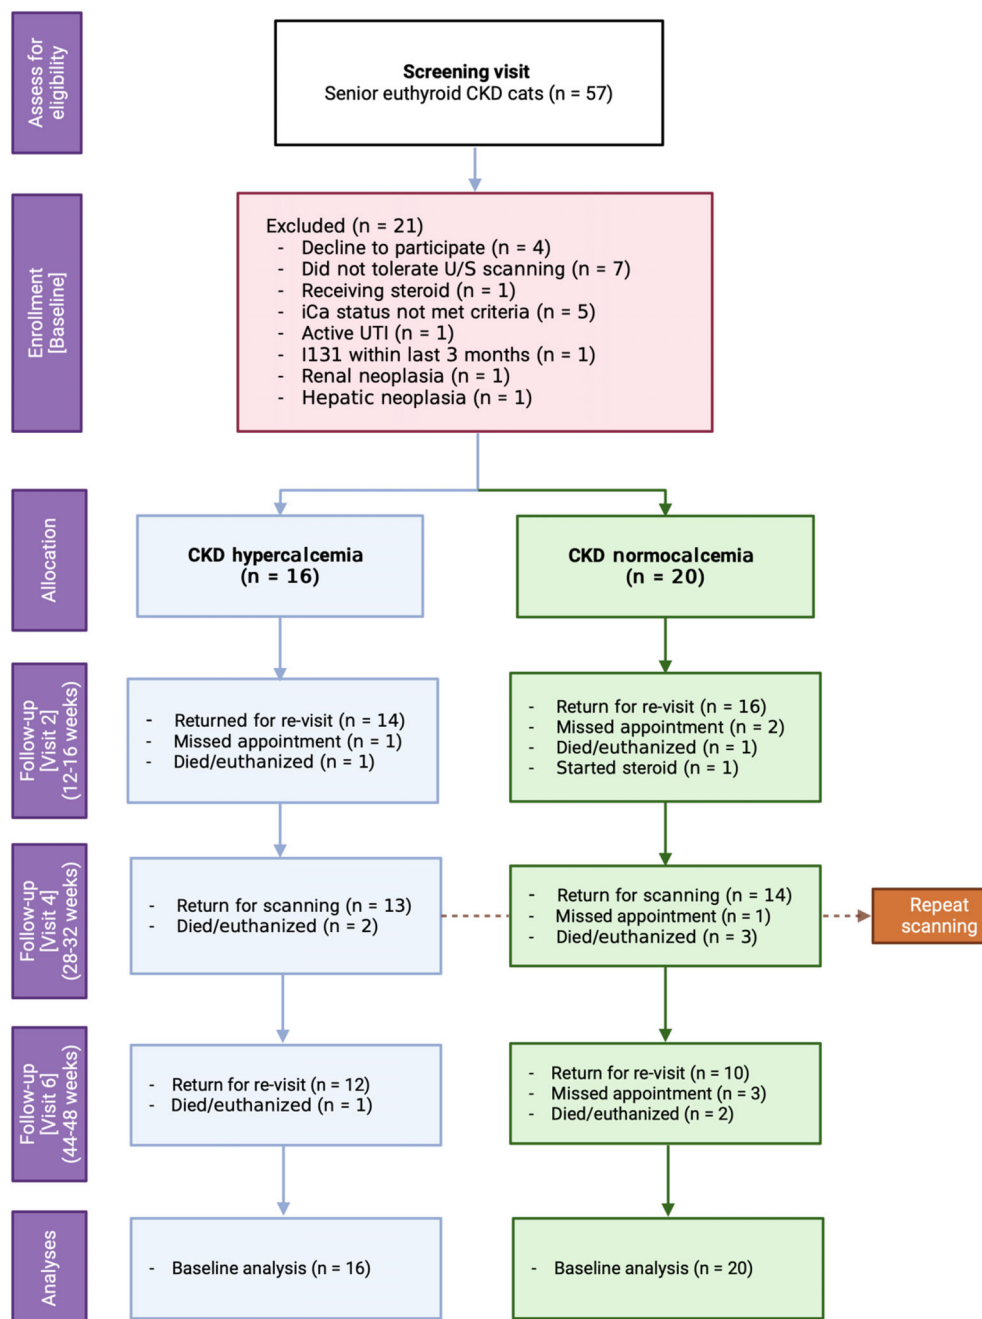 Assess for
eligibility
Screening visit
Senior euthyroid CKD cats (n = 57)
Enrollment
[Baseline]
Excluded (n = 21)
- Decline to participate (n = 4)
- Did not tolerate U/S scanning (n = 7)
- Receiving steroid (n = 1)
- iCa status not met criteria (n = 5)
- Active UTI (n = 1)
- I131 within last 3 months (n = 1)
- Renal neoplasia (n = 1)
- Hepatic neoplasia (n = 1)
Allocation
CKD hypercalcemia
(n = 16)
CKD normocalcemia
(n = 20)
Follow-up
[Visit 2]
(12-16 weeks)
- Returned for re-visit (n = 14)
- Missed appointment (n = 1)
- Died/euthanized (n = 1)
- Return for re-visit (n = 16)
- Missed appointment (n = 2)
- Died/euthanized (n = 1)
- Started steroid (n = 1)
Follow-up
[Visit 4]
(28-32 weeks)
- Return for scanning (n = 13)
- Died/euthanized (n = 2)
- Return for scanning (n = 14)
- Missed appointment (n = 1)
- Died/euthanized (n = 3)
Repeat
scanning
Follow-up
[Visit 6]
(44-48 weeks)
- Return for re-visit (n = 12)
- Died/euthanized (n = 1)
- Return for re-visit (n = 10)
- Missed appointment (n = 3)
- Died/euthanized (n = 2)
Analyses
- Baseline analysis (n = 16)
- Baseline analysis (n = 20)